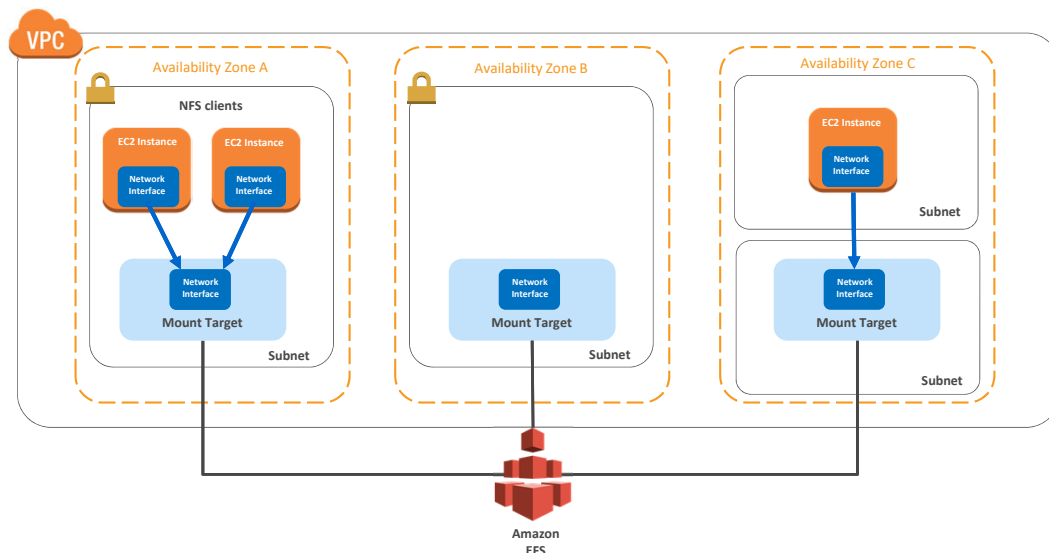 VPC
Availability Zone A
Availability Zone B
Availability Zone C
NFS clients
EC2 Instance
EC2 Instance
EC2 Instance
Network
Interface
Network
Interface
Network
Interface
Subnet
Network
Interface
Network
Interface
Network
Interface
Mount Target
Mount Target
Mount Target
Subnet
Subnet
Subnet
Amazon
EFS